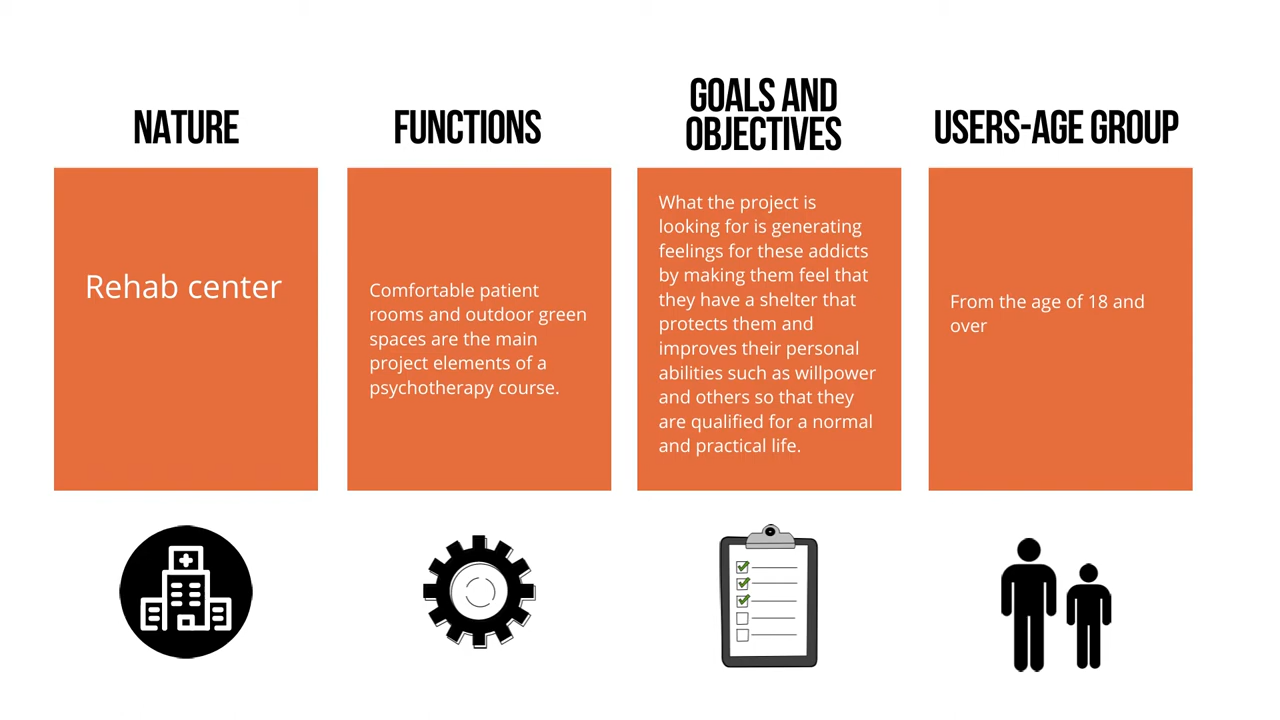 NATURE
Rehab center
FUNCTIONS
Comfortable patient
rooms and outdoor green
spaces are the main
project elements of a
psychotherapy course.
GOALS AND
OBJECTIVES
What the project is
looking for is generating
feelings for these addicts
by making them feel that
they have a shelter that
protects them and
improves their personal
abilities such as willpower
and others so that they
are qualified for a normal
and practical life.
USERS-AGE GROUP
From the age of 18 and
over